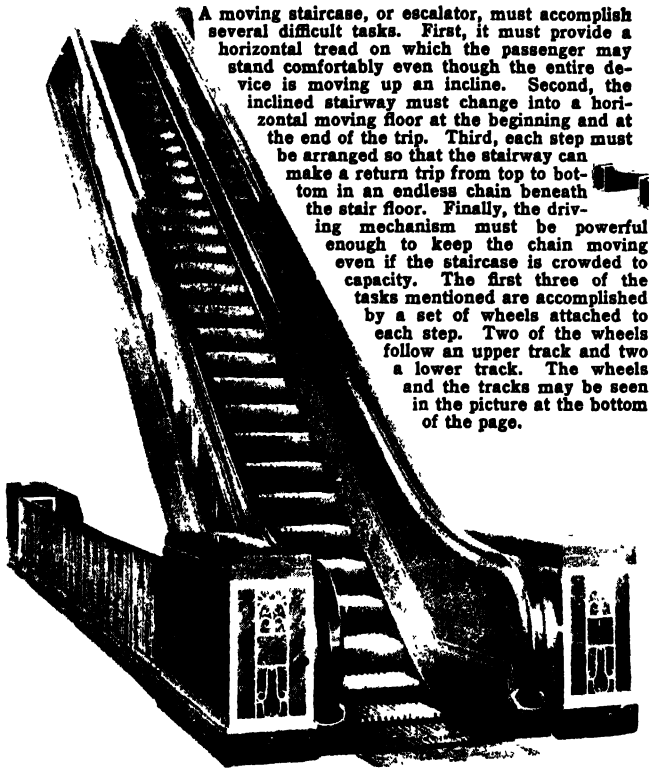 A moving staircase, or escalator, must accomplish
several difficult tasks. First, it must provide a
horizontal tread on which the passenger may
stand comfortably even though the entire de-
vice is moving up an incline. Second, the
inclined stairway must change into a hori-
zontal moving floor at the beginning and at
the end of the trip. Third, each step must
be arranged so that the stairway can
make a return trip from top to bot-
tom in an endless chain beneath
the stair floor. Finally, the driv-
ing mechanism must be powerful
enough to keep the chain moving
even if the staircase is crowded to
capacity. The first three of the
tasks mentioned are accomplished
by a set of wheels attached to
each step. Two of the wheels
follow an upper track and two
a lower track. The wheels
and the tracks may be seen
in the picture at the bottom
of the page.